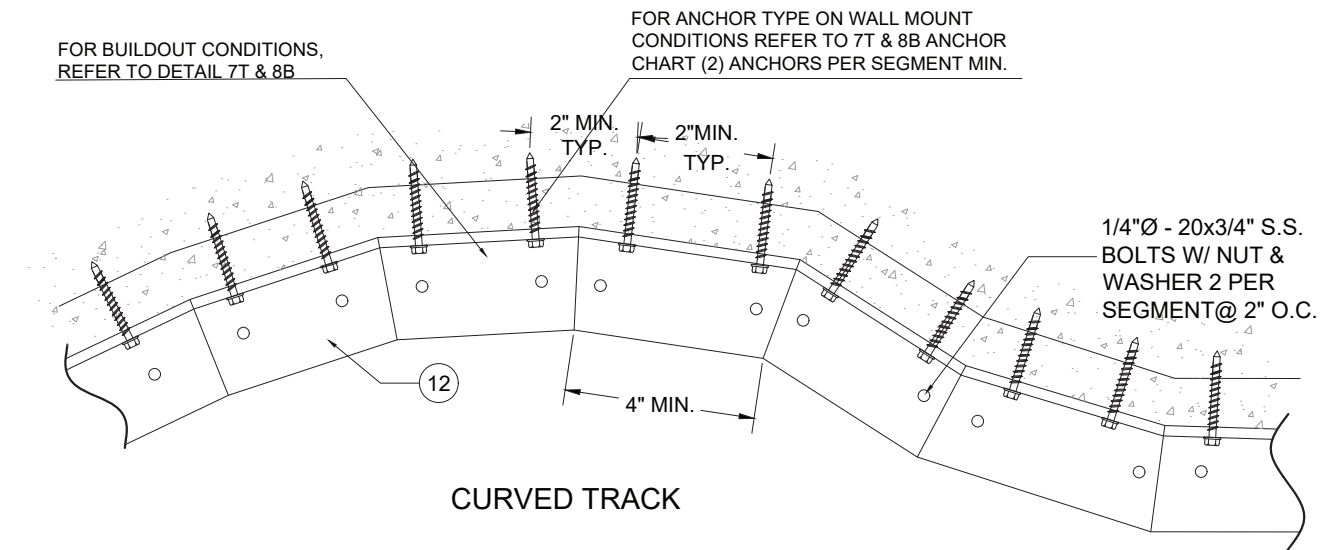 FOR BUILDOUT CONDITIONS,
REFER TO DETAIL 7T & 8B
FOR ANCHOR TYPE ON WALL MOUNT
CONDITIONS REFER TO 7T & 8B ANCHOR
CHART (2) ANCHORS PER SEGMENT MIN.
2" MIN.
TYP.
2"MIN.
TYP.
1/4"Ø - 20x3/4" S.S.
BOLTS W/ NUT &
WASHER 2 PER
SEGMENT@ 2" O.C.
12
4" MIN.
CURVED TRACK